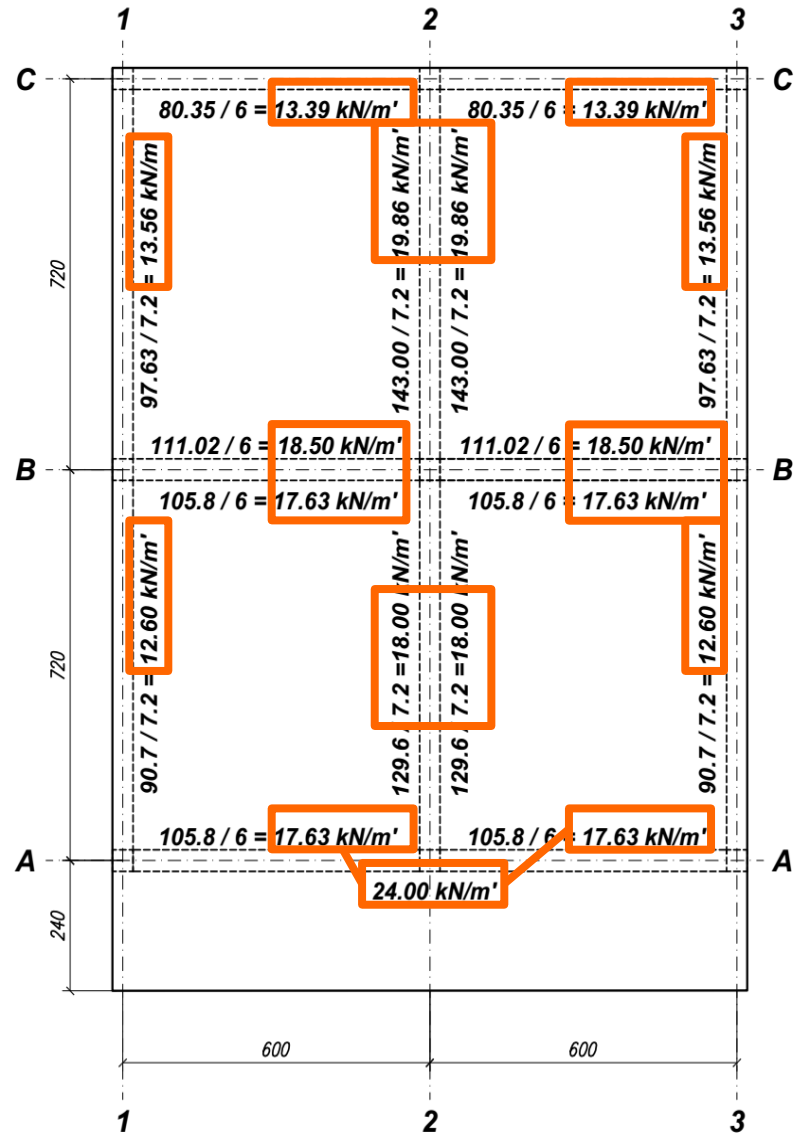 1 2 3
C C
80.35 / 6 = 13.39 kN/m' 80.35 / 6 = 13.39 kN/m'
97.63 / 7.2 = 13.56 kN/m
143.00 / 7.2 = 19.86 kN/m'
143.00 / 7.2 = 19.86 kN/m'
97.63 / 7.2 = 13.56 kN/m
720
111.02 / 6 = 18.50 kN/m' 111.02 / 6 = 18.50 kN/m'
B B
105.8 / 6 = 17.63 kN/m' 105.8 / 6 = 17.63 kN/m'
90.7 / 7.2 = 12.60 kN/m'
129.6 / 7.2 =18.00 kN/m'
129.6 / 7.2 =18.00 kN/m'
90.7 / 7.2 = 12.60 kN/m'
720
105.8 / 6 = 17.63 kN/m' 105.8 / 6 = 17.63 kN/m'
A A
24.00 kN/m'
240
600 600
1 2 3